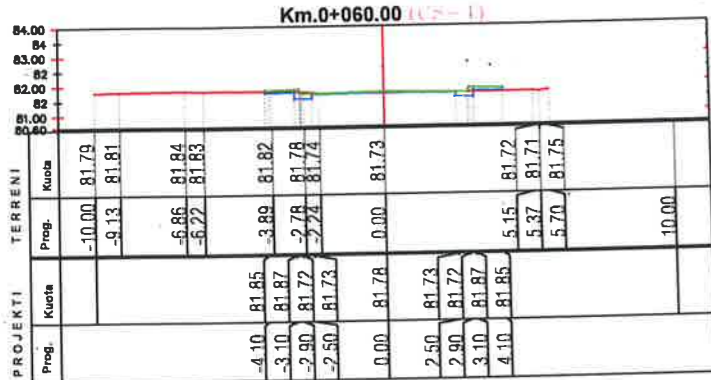 Km.0+060.00 (CS-1)
84.00
84
83.00
82
82.00
82
81.00
80.60
TERRENI
Kuota 81.79 81.81 81.84 81.83 81.82 81.78 81.74 81.73 81.72 81.71 81.75
Prog. -10.00 -9.13 -6.86 -6.22 -3.89 -2.78 -2.24 0.00 5.15 5.37 5.70 10.00
PROJEKTI
Kuota 81.85 81.87 81.72 81.73 81.78 81.73 81.72 81.87 81.85
Prog. -4.10 -3.10 -2.90 -2.50 0.00 2.50 2.90 3.10 4.10